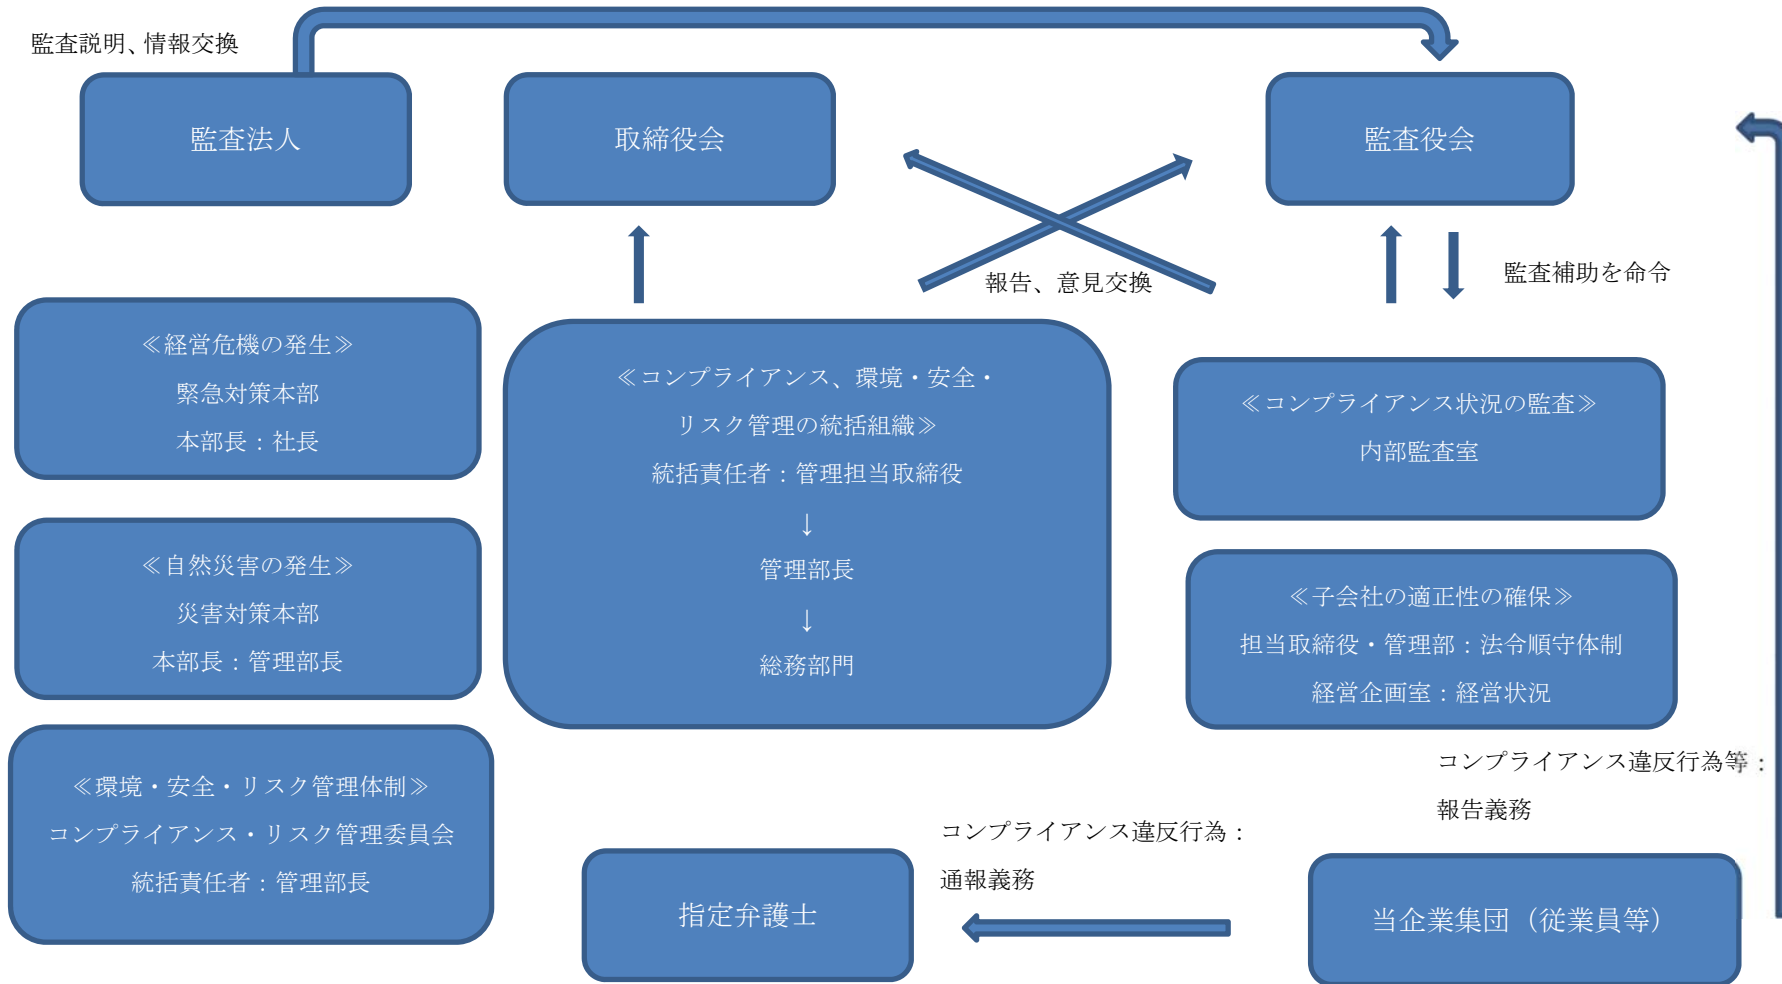 監査説明、情報交換
監査法人
取締役会
監査役会
報告、意見交換
監査補助を命令
≪経営危機の発生≫
緊急対策本部
本部長：社長
≪自然災害の発生≫
災害対策本部
本部長：管理部長
≪環境・安全・リスク管理体制≫
コンプライアンス・リスク管理委員会
統括責任者：管理部長
≪コンプライアンス、環境・安全・
リスク管理の統括組織≫
統括責任者：管理担当取締役
↓
管理部長
↓
総務部門
≪コンプライアンス状況の監査≫
内部監査室
≪子会社の適正性の確保≫
担当取締役・管理部：法令順守体制
経営企画室：経営状況
コンプライアンス違反行為等：
報告義務
コンプライアンス違反行為：
通報義務
指定弁護士
当企業集団（従業員等）